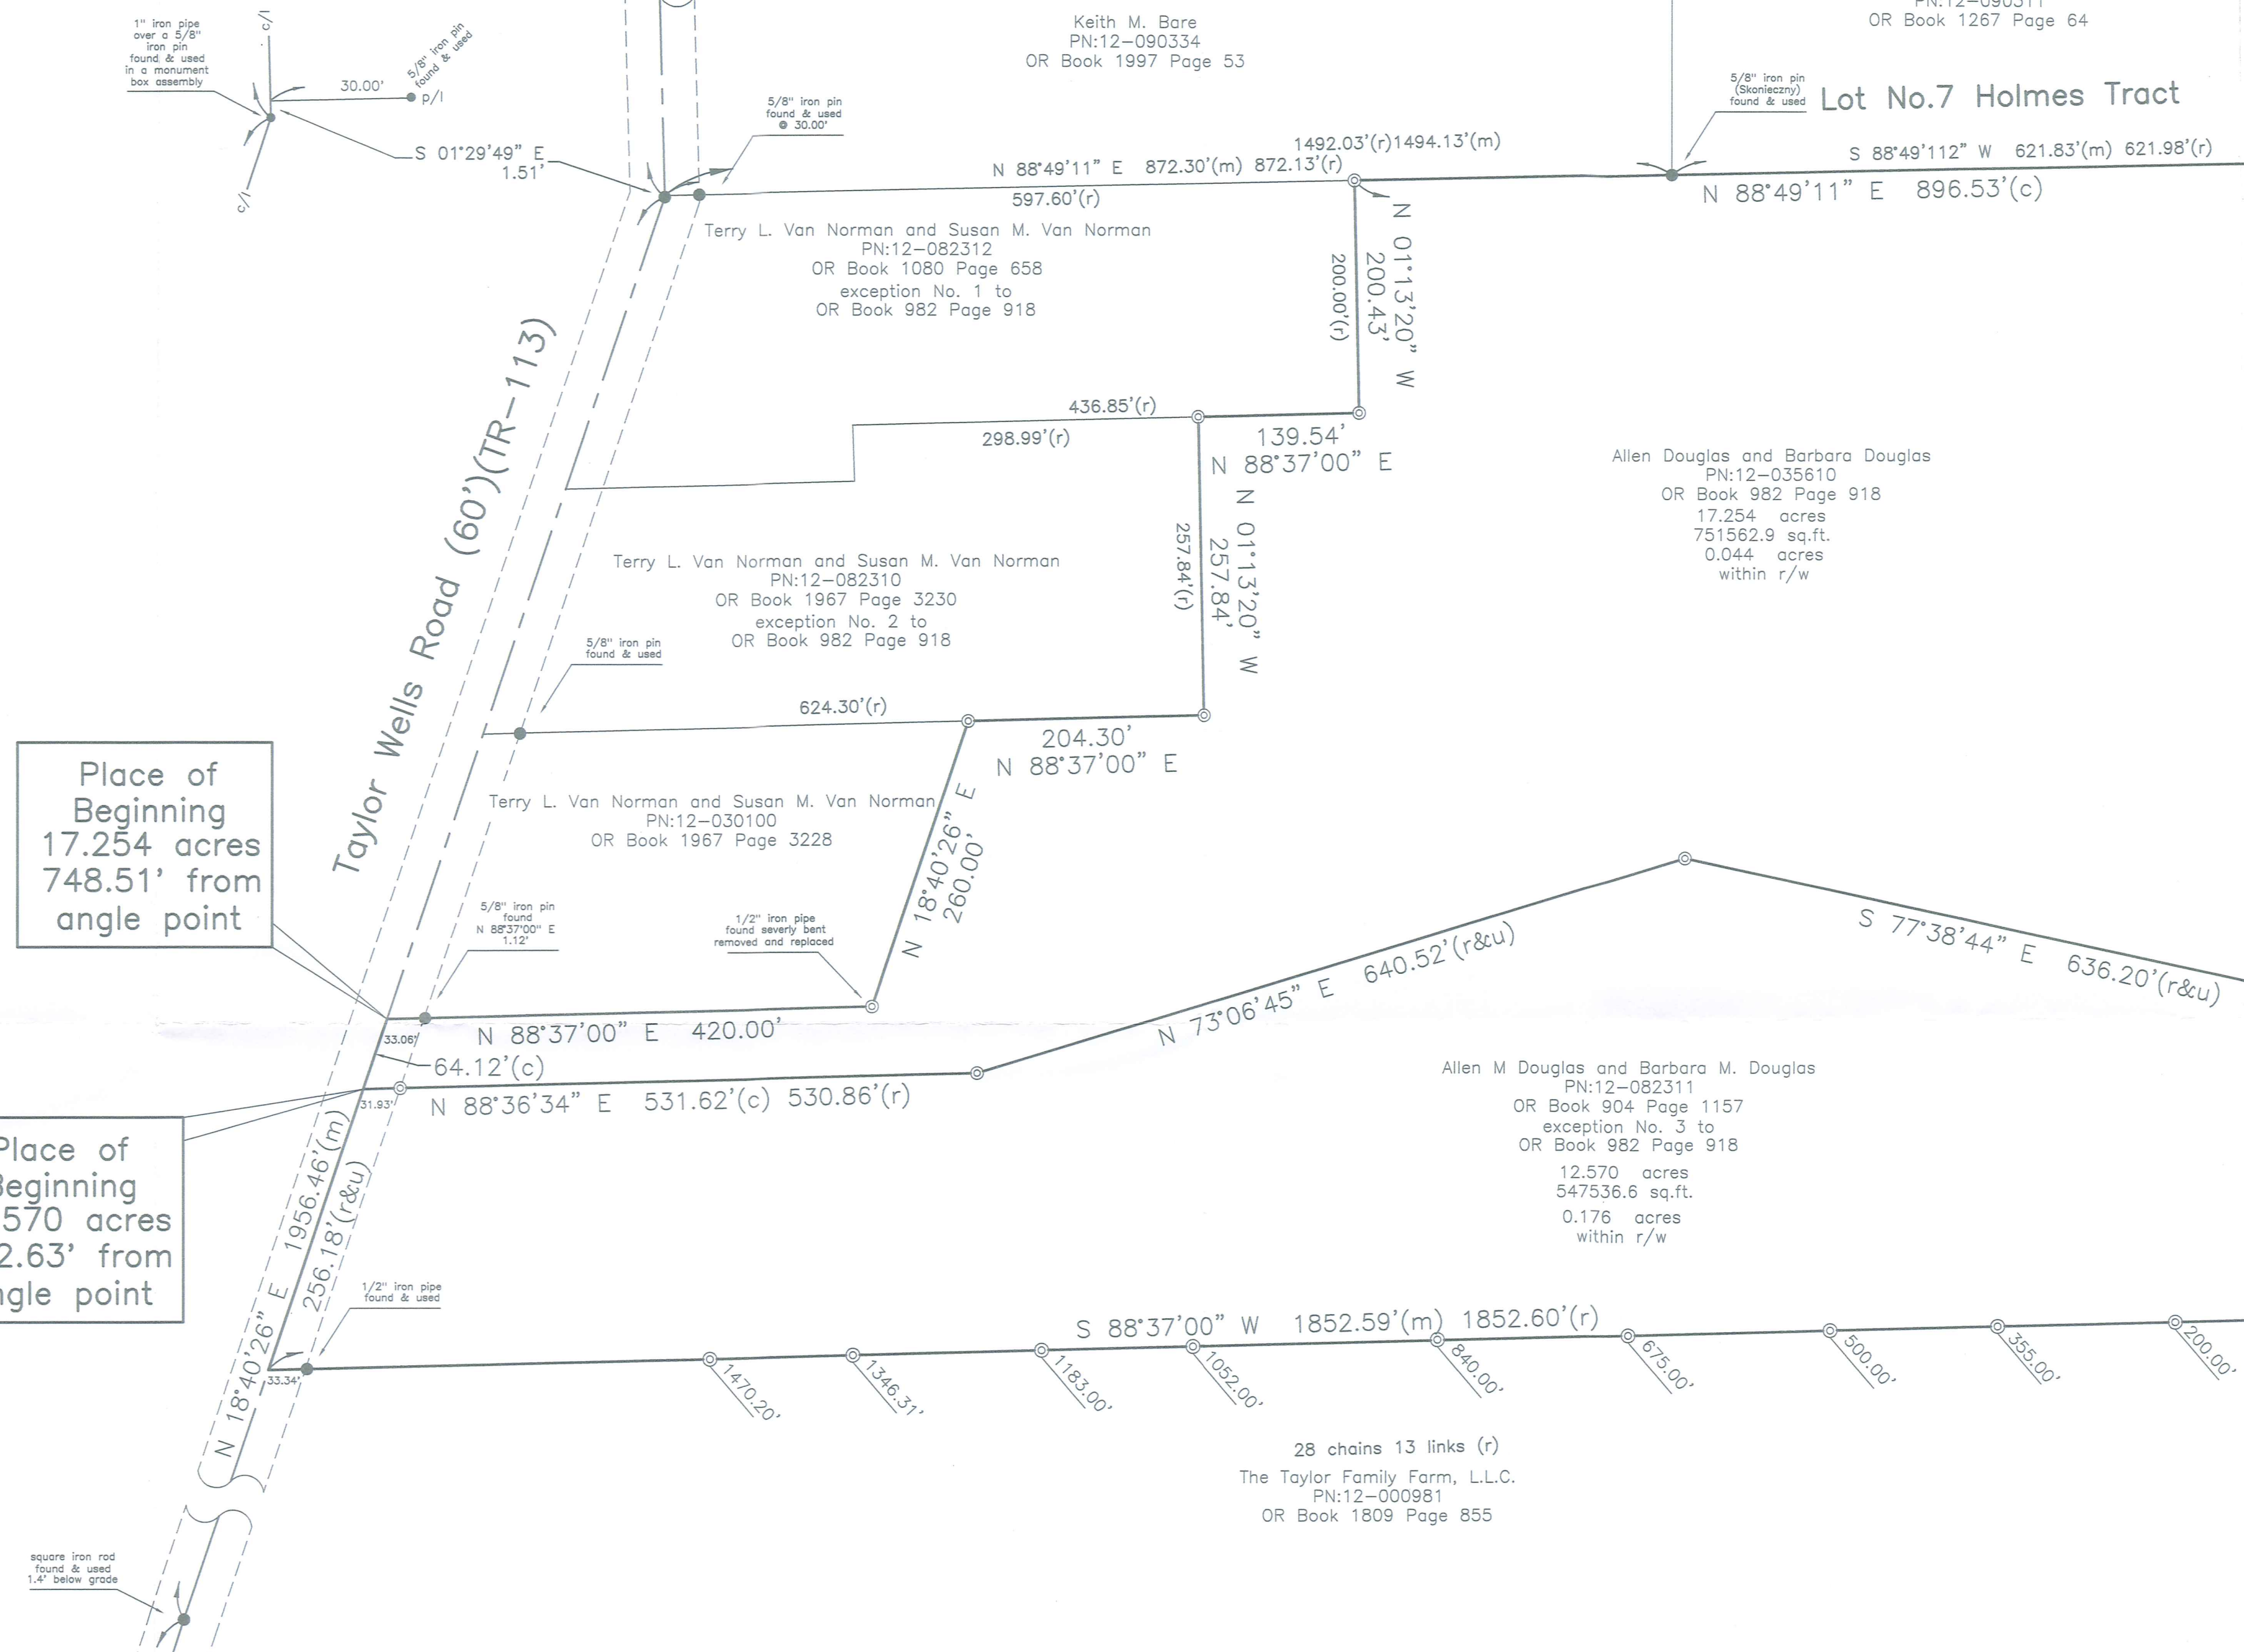 1" iron pipe
over a 5/8"
iron pin
found & used
in a monument
box assembly
c/l
30.00'
5/8" iron pin
found & used
p/l
c/l
S 01°29'49" E
1.51'
Keith M. Bare
PN:12-090334
OR Book 1997 Page 53
PN:12-090311
OR Book 1267 Page 64
5/8" iron pin
(Skonieczny)
found & used
Lot No.7 Holmes Tract
5/8" iron pin
found & used
@ 30.00'
1492.03'(r)1494.13'(m)
N 88°49'11" E 872.30'(m) 872.13'(r)
597.60'(r)
S 88°49'112" W 621.83'(m) 621.98'(r)
N 88°49'11" E 896.53'(c)
Terry L. Van Norman and Susan M. Van Norman
PN:12-082312
OR Book 1080 Page 658
exception No. 1 to
OR Book 982 Page 918
N 01°13'20" W
200.43'
200.00'(r)
Taylor Wells Road (60')(TR-113)
436.85'(r)
298.99'(r)
139.54'
N 88°37'00" E
N 01°13'20" W
257.84'
257.84'(r)
Allen Douglas and Barbara Douglas
PN:12-035610
OR Book 982 Page 918
17.254 acres
751562.9 sq.ft.
0.044 acres
within r/w
Terry L. Van Norman and Susan M. Van Norman
PN:12-082310
OR Book 1967 Page 3230
exception No. 2 to
OR Book 982 Page 918
5/8" iron pin
found & used
624.30'(r)
204.30'
N 88°37'00" E
Place of
Beginning
17.254 acres
748.51' from
angle point
Terry L. Van Norman and Susan M. Van Norman
PN:12-030100
OR Book 1967 Page 3228
N 18°40'26" E
260.00'
5/8" iron pin
found
N 88°37'00" E
1.12'
1/2" iron pipe
found severly bent
removed and replaced
33.06'
N 88°37'00" E 420.00'
64.12'(c)
N 73°06'45" E 640.52'(r&u)
S 77°38'44" E 636.20'(r&u)
31.93'
N 88°36'34" E 531.62'(c) 530.86'(r)
Place of
Beginning
570 acres
2.63' from
ngle point
Allen M Douglas and Barbara M. Douglas
PN:12-082311
OR Book 904 Page 1157
exception No. 3 to
OR Book 982 Page 918
12.570 acres
547536.6 sq.ft.
0.176 acres
within r/w
N 18°40'26" E 1956.46'(m)
256.18'(r&u)
1/2" iron pipe
found & used
33.34'
S 88°37'00" W 1852.59'(m) 1852.60'(r)
1470.20'
1346.31'
1183.00'
1052.00'
840.00'
675.00'
500.00'
355.00'
200.00'
28 chains 13 links (r)
The Taylor Family Farm, L.L.C.
PN:12-000981
OR Book 1809 Page 855
square iron rod
found & used
1.4' below grade